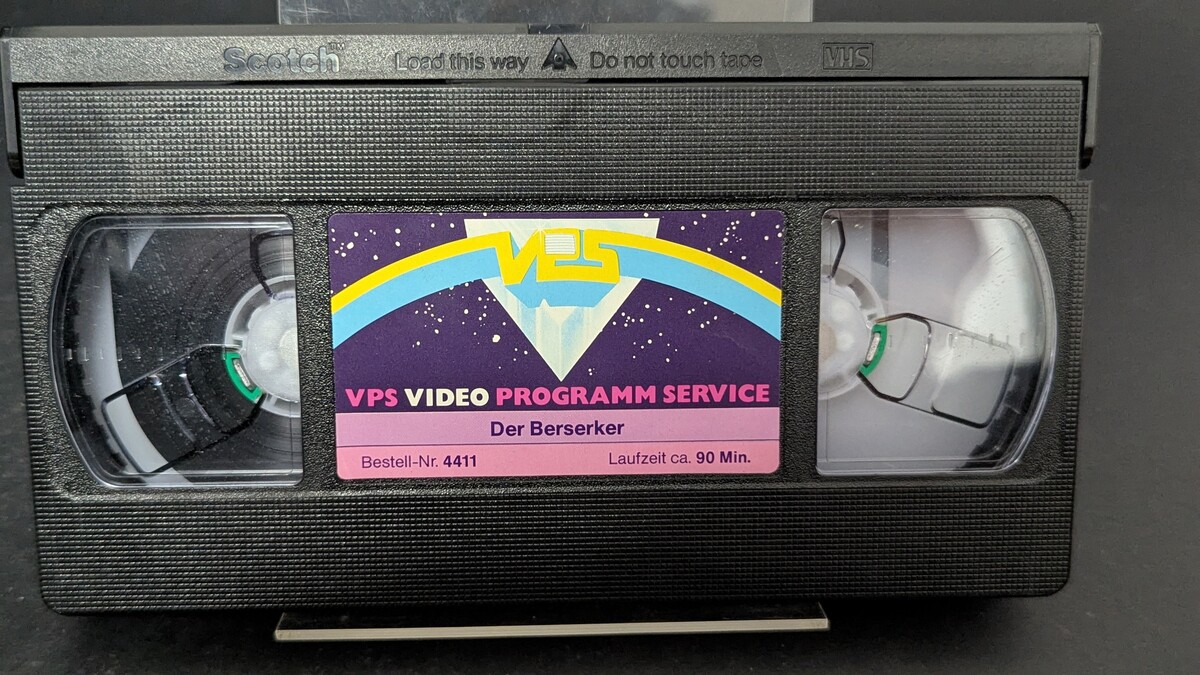 Scotch™ Load this way Do not touch tape VHS
VPS
VPS VIDEO PROGRAMM SERVICE
Der Berserker
Bestell-Nr. 4411 Laufzeit ca. 90 Min.